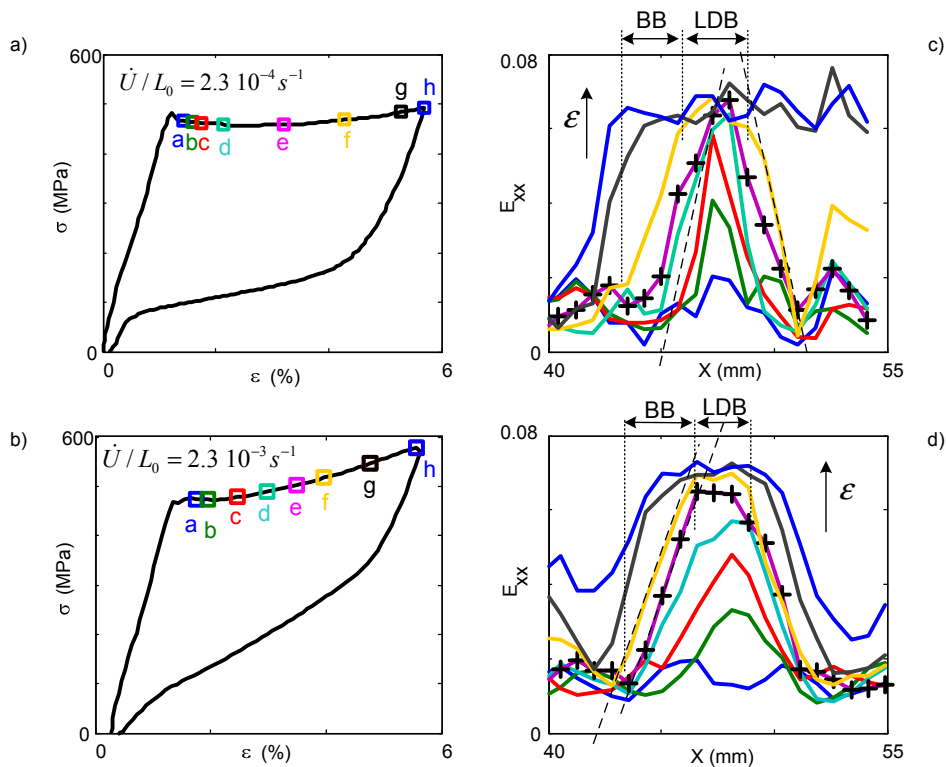 a)
600
U̇ / L₀ = 2.3 10⁻⁴ s⁻¹
g
h
a
b
c
d
e
f
σ (MPa)
0
0
ε (%)
6
BB
LDB
c)
0.08
ε
E_XX
0
40
X (mm)
55
b)
600
U̇ / L₀ = 2.3 10⁻³ s⁻¹
h
g
a
b
c
d
e
f
σ (MPa)
0
0
ε (%)
6
BB
LDB
d)
0.08
ε
E_XX
0
40
X (mm)
55